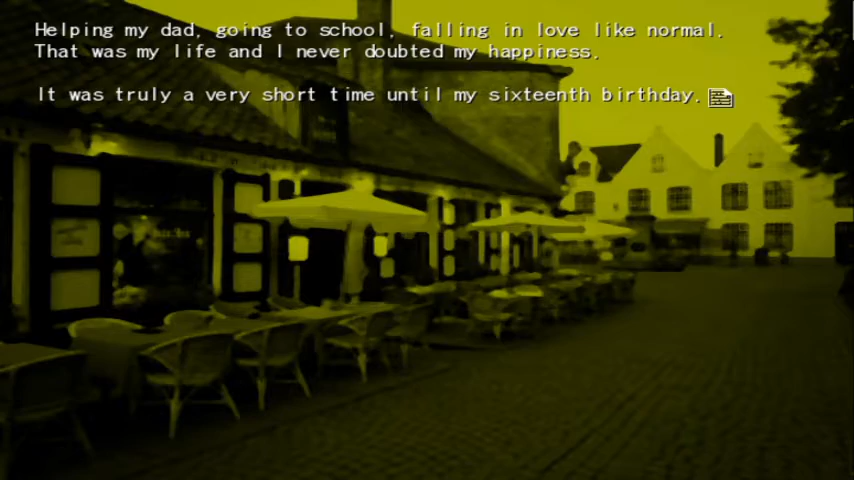 Helping my dad, going to school, falling in love like normal.
That was my life and I never doubted my happiness.
It was truly a very short time until my sixteenth birthday.